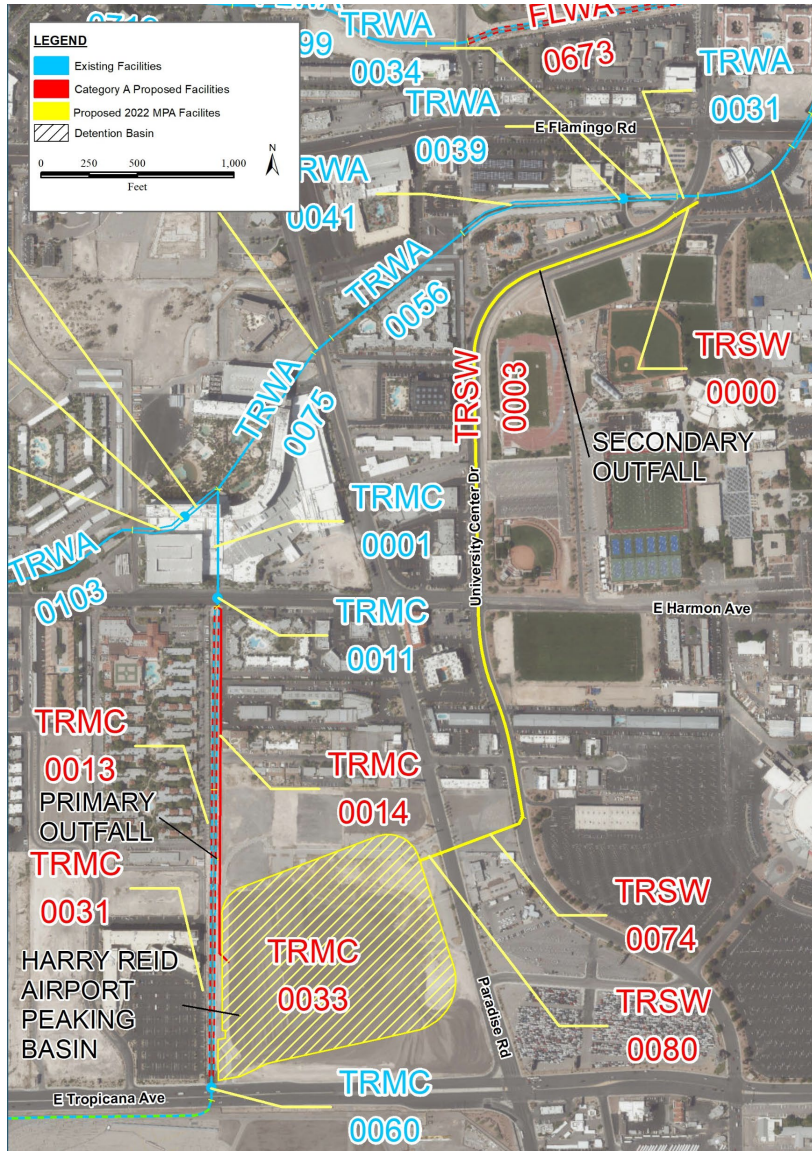 FLWA
0673
TRWA
0034
TRWA
0031
LEGEND
Existing Facilities
Category A Proposed Facilities
Proposed 2022 MPA Facilites
Detention Basin
0 250 500 1,000
Feet
N
TRWA
0039
E Flamingo Rd
0041
TRWA
0056
TRSW
0003
TRSW
0000
TRWA
0075
SECONDARY
OUTFALL
University Center Dr
TRMC
0001
TRWA
0103
TRMC
0011
E Harmon Ave
TRMC
0013
PRIMARY
OUTFALL
TRMC
0014
TRMC
0031
TRSW
0074
HARRY REID
AIRPORT
PEAKING
BASIN
TRMC
0033
Paradise Rd
TRSW
0080
E Tropicana Ave
TRMC
0060